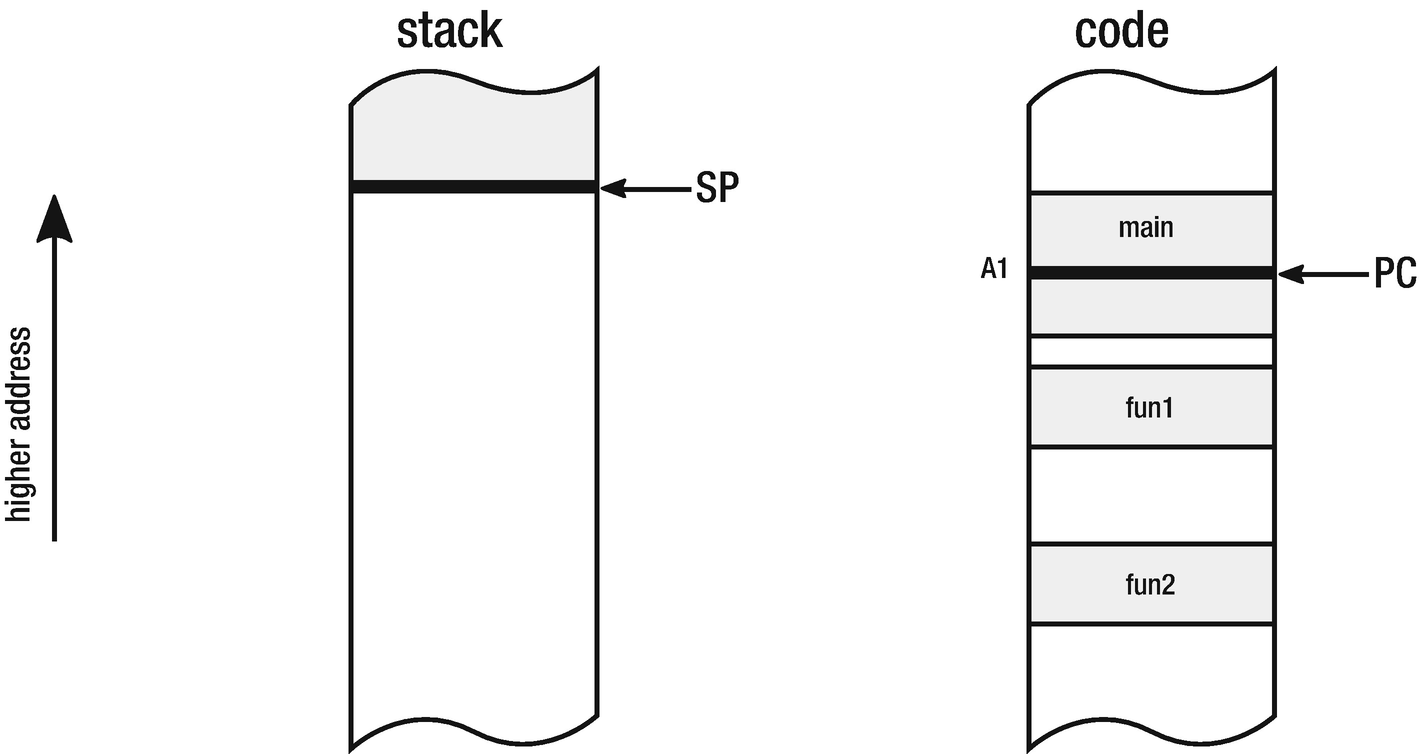 stack
code
SP
main
A1
PC
higher address
fun1
fun2